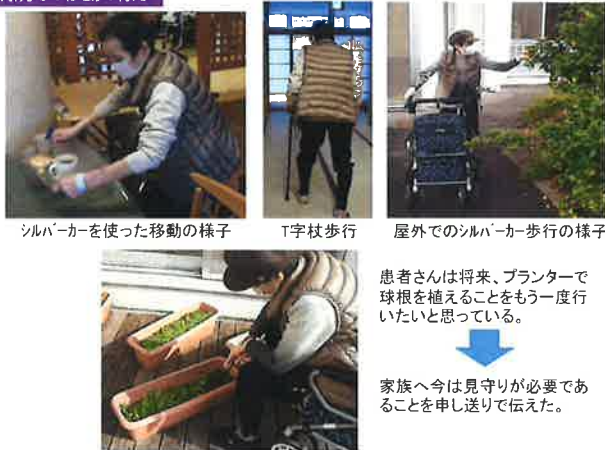 シルバーカーを使った移動の様子
T字杖歩行
屋外でのシルバーカー歩行の様子
患者さんは将来、プランターで
球根を植えることをもう一度行
いたいと思っている。
家族へ今は見守りが必要であ
ることを申し送りで伝えた。